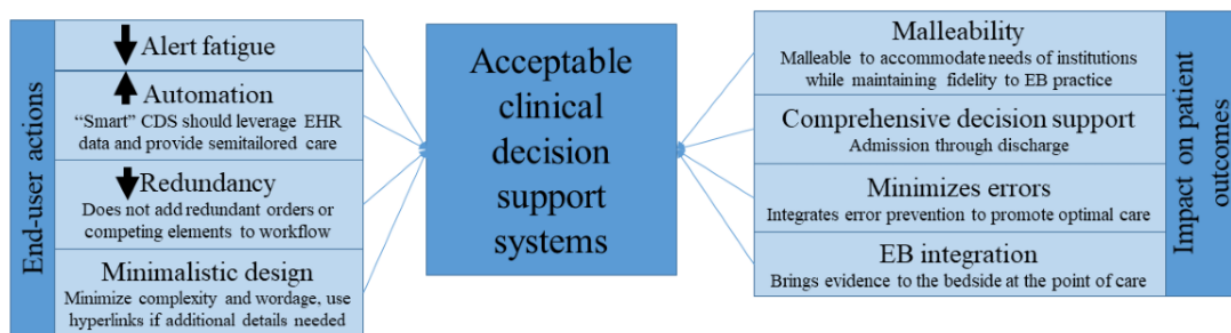 End-user actions
Alert fatigue
Automation
“Smart” CDS should leverage EHR
data and provide semitailored care
Redundancy
Does not add redundant orders or
competing elements to workflow
Minimalistic design
Minimize complexity and wordage, use
hyperlinks if additional details needed
Acceptable
clinical
decision
support
systems
Malleability
Malleable to accommodate needs of institutions
while maintaining fidelity to EB practice
Comprehensive decision support
Admission through discharge
Minimizes errors
Integrates error prevention to promote optimal care
EB integration
Brings evidence to the bedside at the point of care
Impact on patient
outcomes